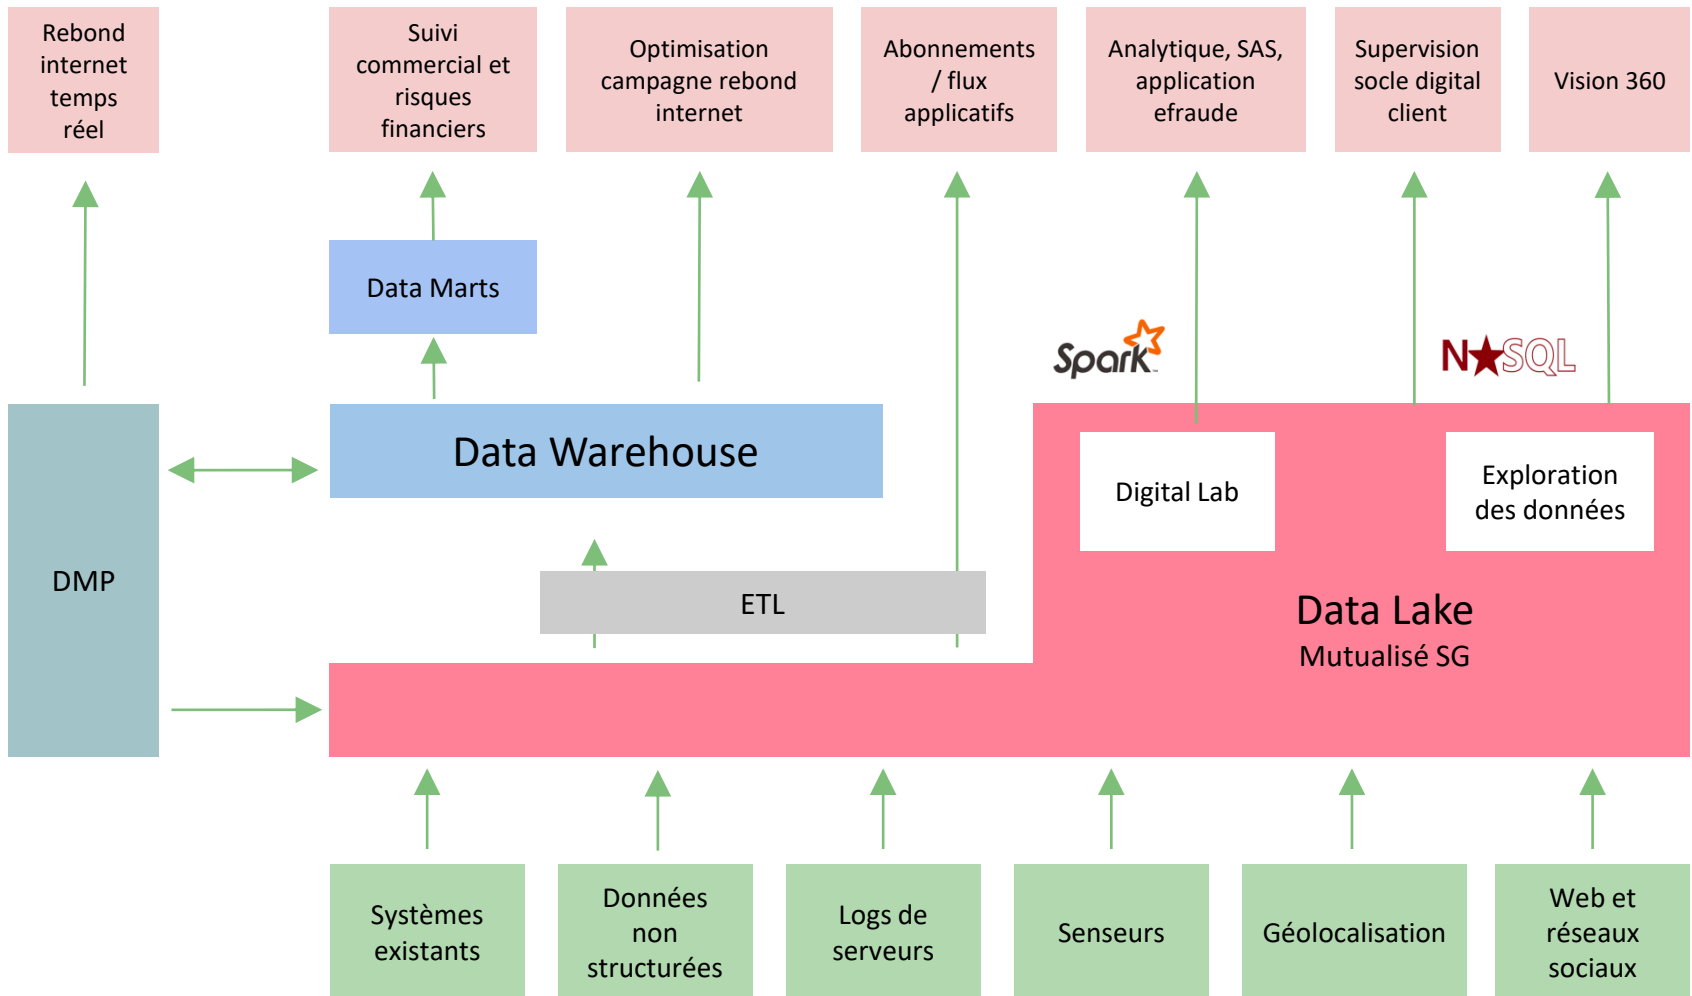 Rebond
internet
temps
réel
Suivi
commercial et
risques
financiers
Optimisation
campagne rebond
internet
Abonnements
/ flux
applicatifs
Analytique, SAS,
application
efraude
Supervision
socle digital
client
Vision 360
Data Marts
Spark™
N★SQL
Data Warehouse
Digital Lab
Exploration
des données
DMP
ETL
Data Lake
Mutualisé SG
Systèmes
existants
Données
non
structurées
Logs de
serveurs
Senseurs
Géolocalisation
Web et
réseaux
sociaux